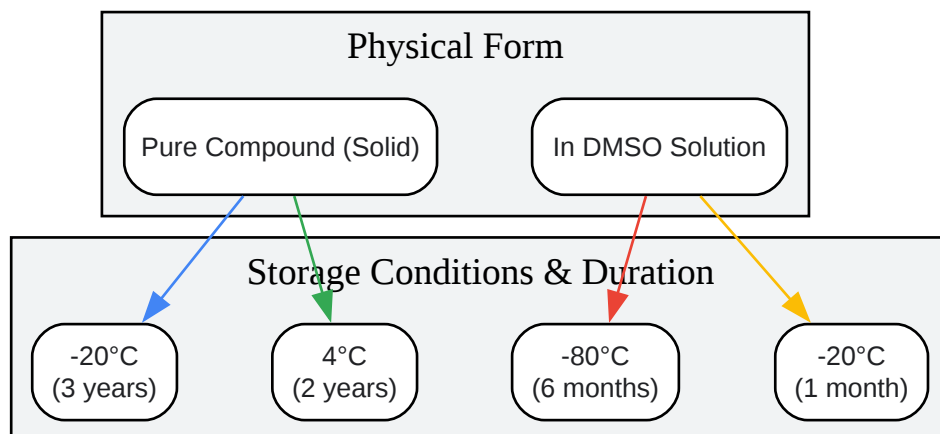 Physical Form
Pure Compound (Solid)
In DMSO Solution
Storage Conditions & Duration
-20°C
(3 years)
4°C
(2 years)
-80°C
(6 months)
-20°C
(1 month)